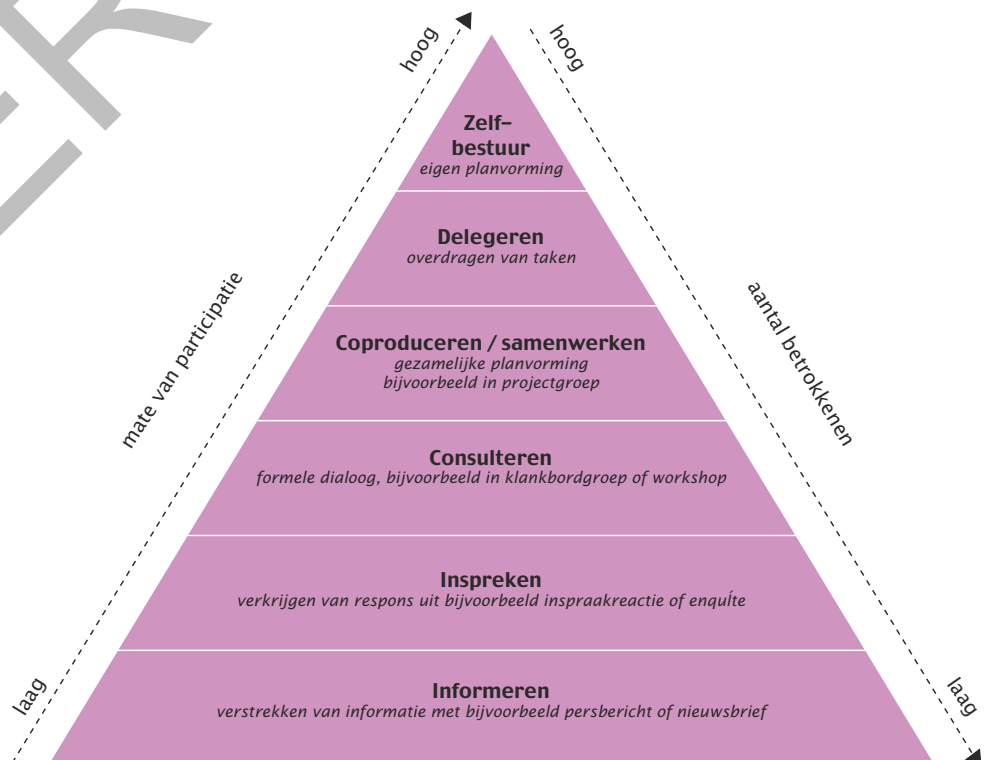 hoog
hoog
Zelf-
bestuur
eigen planvorming
Delegeren
overdragen van taken
mate van participatie
aantal betrokkenen
Coproduceren / samenwerken
gezamelijke planvorming
bijvoorbeeld in projectgroep
Consulteren
formele dialoog, bijvoorbeeld in klankbordgroep of workshop
Inspreken
verkrijgen van respons uit bijvoorbeeld inspraakreactie of enquÍte
laag
laag
Informeren
verstrekken van informatie met bijvoorbeeld persbericht of nieuwsbrief